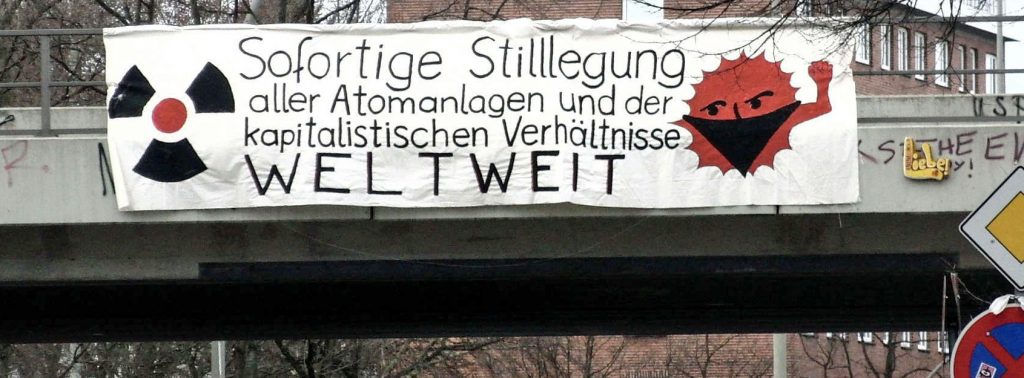 Sofortige Stilllegung
aller Atomanlagen und der
kapitalistischen Verhältnisse
WELTWEIT